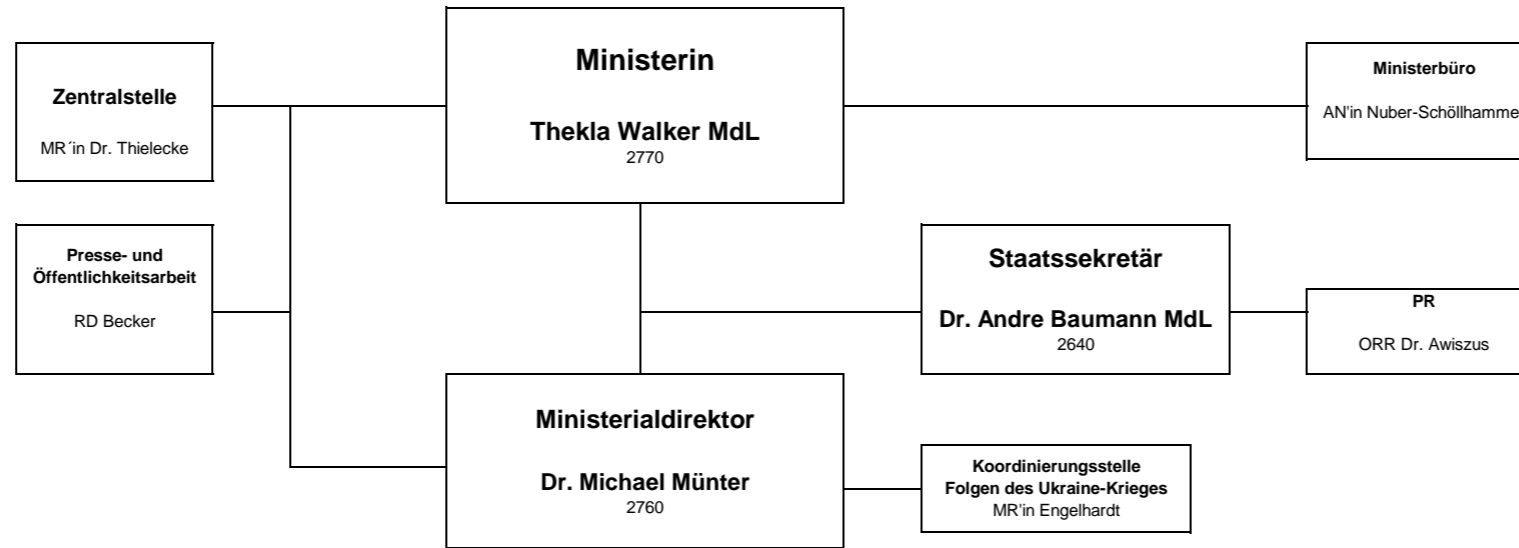 Ministerin
Thekla Walker MdL
2770
Zentralstelle
MR´in Dr. Thielecke
Ministerbüro
AN'in Nuber-Schöllhamme
Presse- und
Öffentlichkeitsarbeit
RD Becker
Staatssekretär
Dr. Andre Baumann MdL
2640
PR
ORR Dr. Awiszus
Ministerialdirektor
Dr. Michael Münter
2760
Koordinierungsstelle
Folgen des Ukraine-Krieges
MR'in Engelhardt